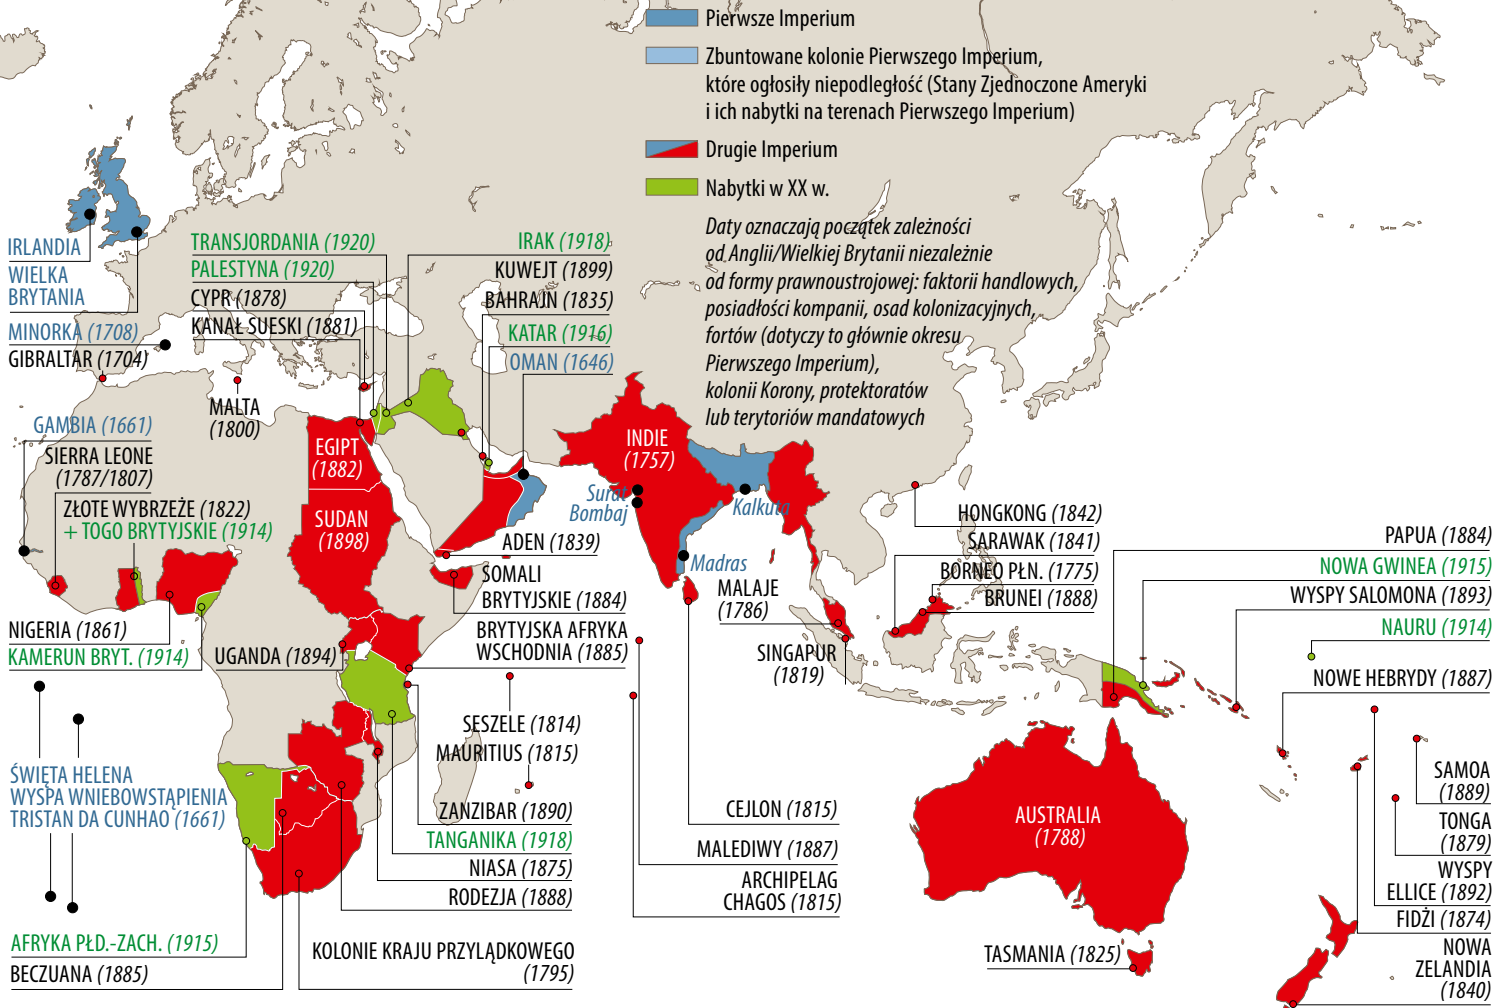 Pierwsze Imperium
Zbuntowane kolonie Pierwszego Imperium,
które ogłosiły niepodległość (Stany Zjednoczone Ameryki
i ich nabytki na terenach Pierwszego Imperium)
Drugie Imperium
Nabytki w XX w.
Daty oznaczają początek zależności
od Anglii/Wielkiej Brytanii niezależnie
od formy prawnoustrojowej: faktorii handlowych,
posiadłości kompanii, osad kolonizacyjnych,
fortów (dotyczy to głównie okresu
Pierwszego Imperium),
kolonii Korony, protektoratów
lub terytoriów mandatowych
IRLANDIA
WIELKA
BRYTANIA
MINORKA (1708)
GIBRALTAR (1704)
TRANSJORDANIA (1920)
PALESTYNA (1920)
CYPR (1878)
KANAŁ SUESKI (1881)
IRAK (1918)
KUWEJT (1899)
BAHRAJN (1835)
KATAR (1916)
OMAN (1646)
MALTA
(1800)
GAMBIA (1661)
SIERRA LEONE
(1787/1807)
ZŁOTE WYBRZEŻE (1822)
+ TOGO BRYTYJSKIE (1914)
EGIPT
(1882)
SUDAN
(1898)
INDIE
(1757)
Surat
Bombaj
Kalkuta
Madras
ADEN (1839)
SOMALI
BRYTYJSKIE (1884)
BRYTYJSKA AFRYKA
WSCHODNIA (1885)
NIGERIA (1861)
KAMERUN BRYT. (1914)
UGANDA (1894)
MALAJE
(1786)
SINGAPUR
(1819)
HONGKONG (1842)
SARAWAK (1841)
BORNEO PŁN. (1775)
BRUNEI (1888)
PAPUA (1884)
NOWA GWINEA (1915)
WYSPY SALOMONA (1893)
NAURU (1914)
NOWE HEBRYDY (1887)
SESZELE (1814)
MAURITIUS (1815)
ŚWIĘTA HELENA
WYSPA WNIEBOWSTĄPIENIA
TRISTAN DA CUNHAO (1661)
ZANZIBAR (1890)
TANGANIKA (1918)
NIASA (1875)
RODEZJA (1888)
CEJLON (1815)
MALEDIWY (1887)
ARCHIPELAG
CHAGOS (1815)
AUSTRALIA
(1788)
SAMOA
(1889)
TONGA
(1879)
WYSPY
ELLICE (1892)
FIDŻI (1874)
NOWA
ZELANDIA
(1840)
AFRYKA PŁD.-ZACH. (1915)
BECZUANA (1885)
KOLONIE KRAJU PRZYLĄDKOWEGO
(1795)
TASMANIA (1825)